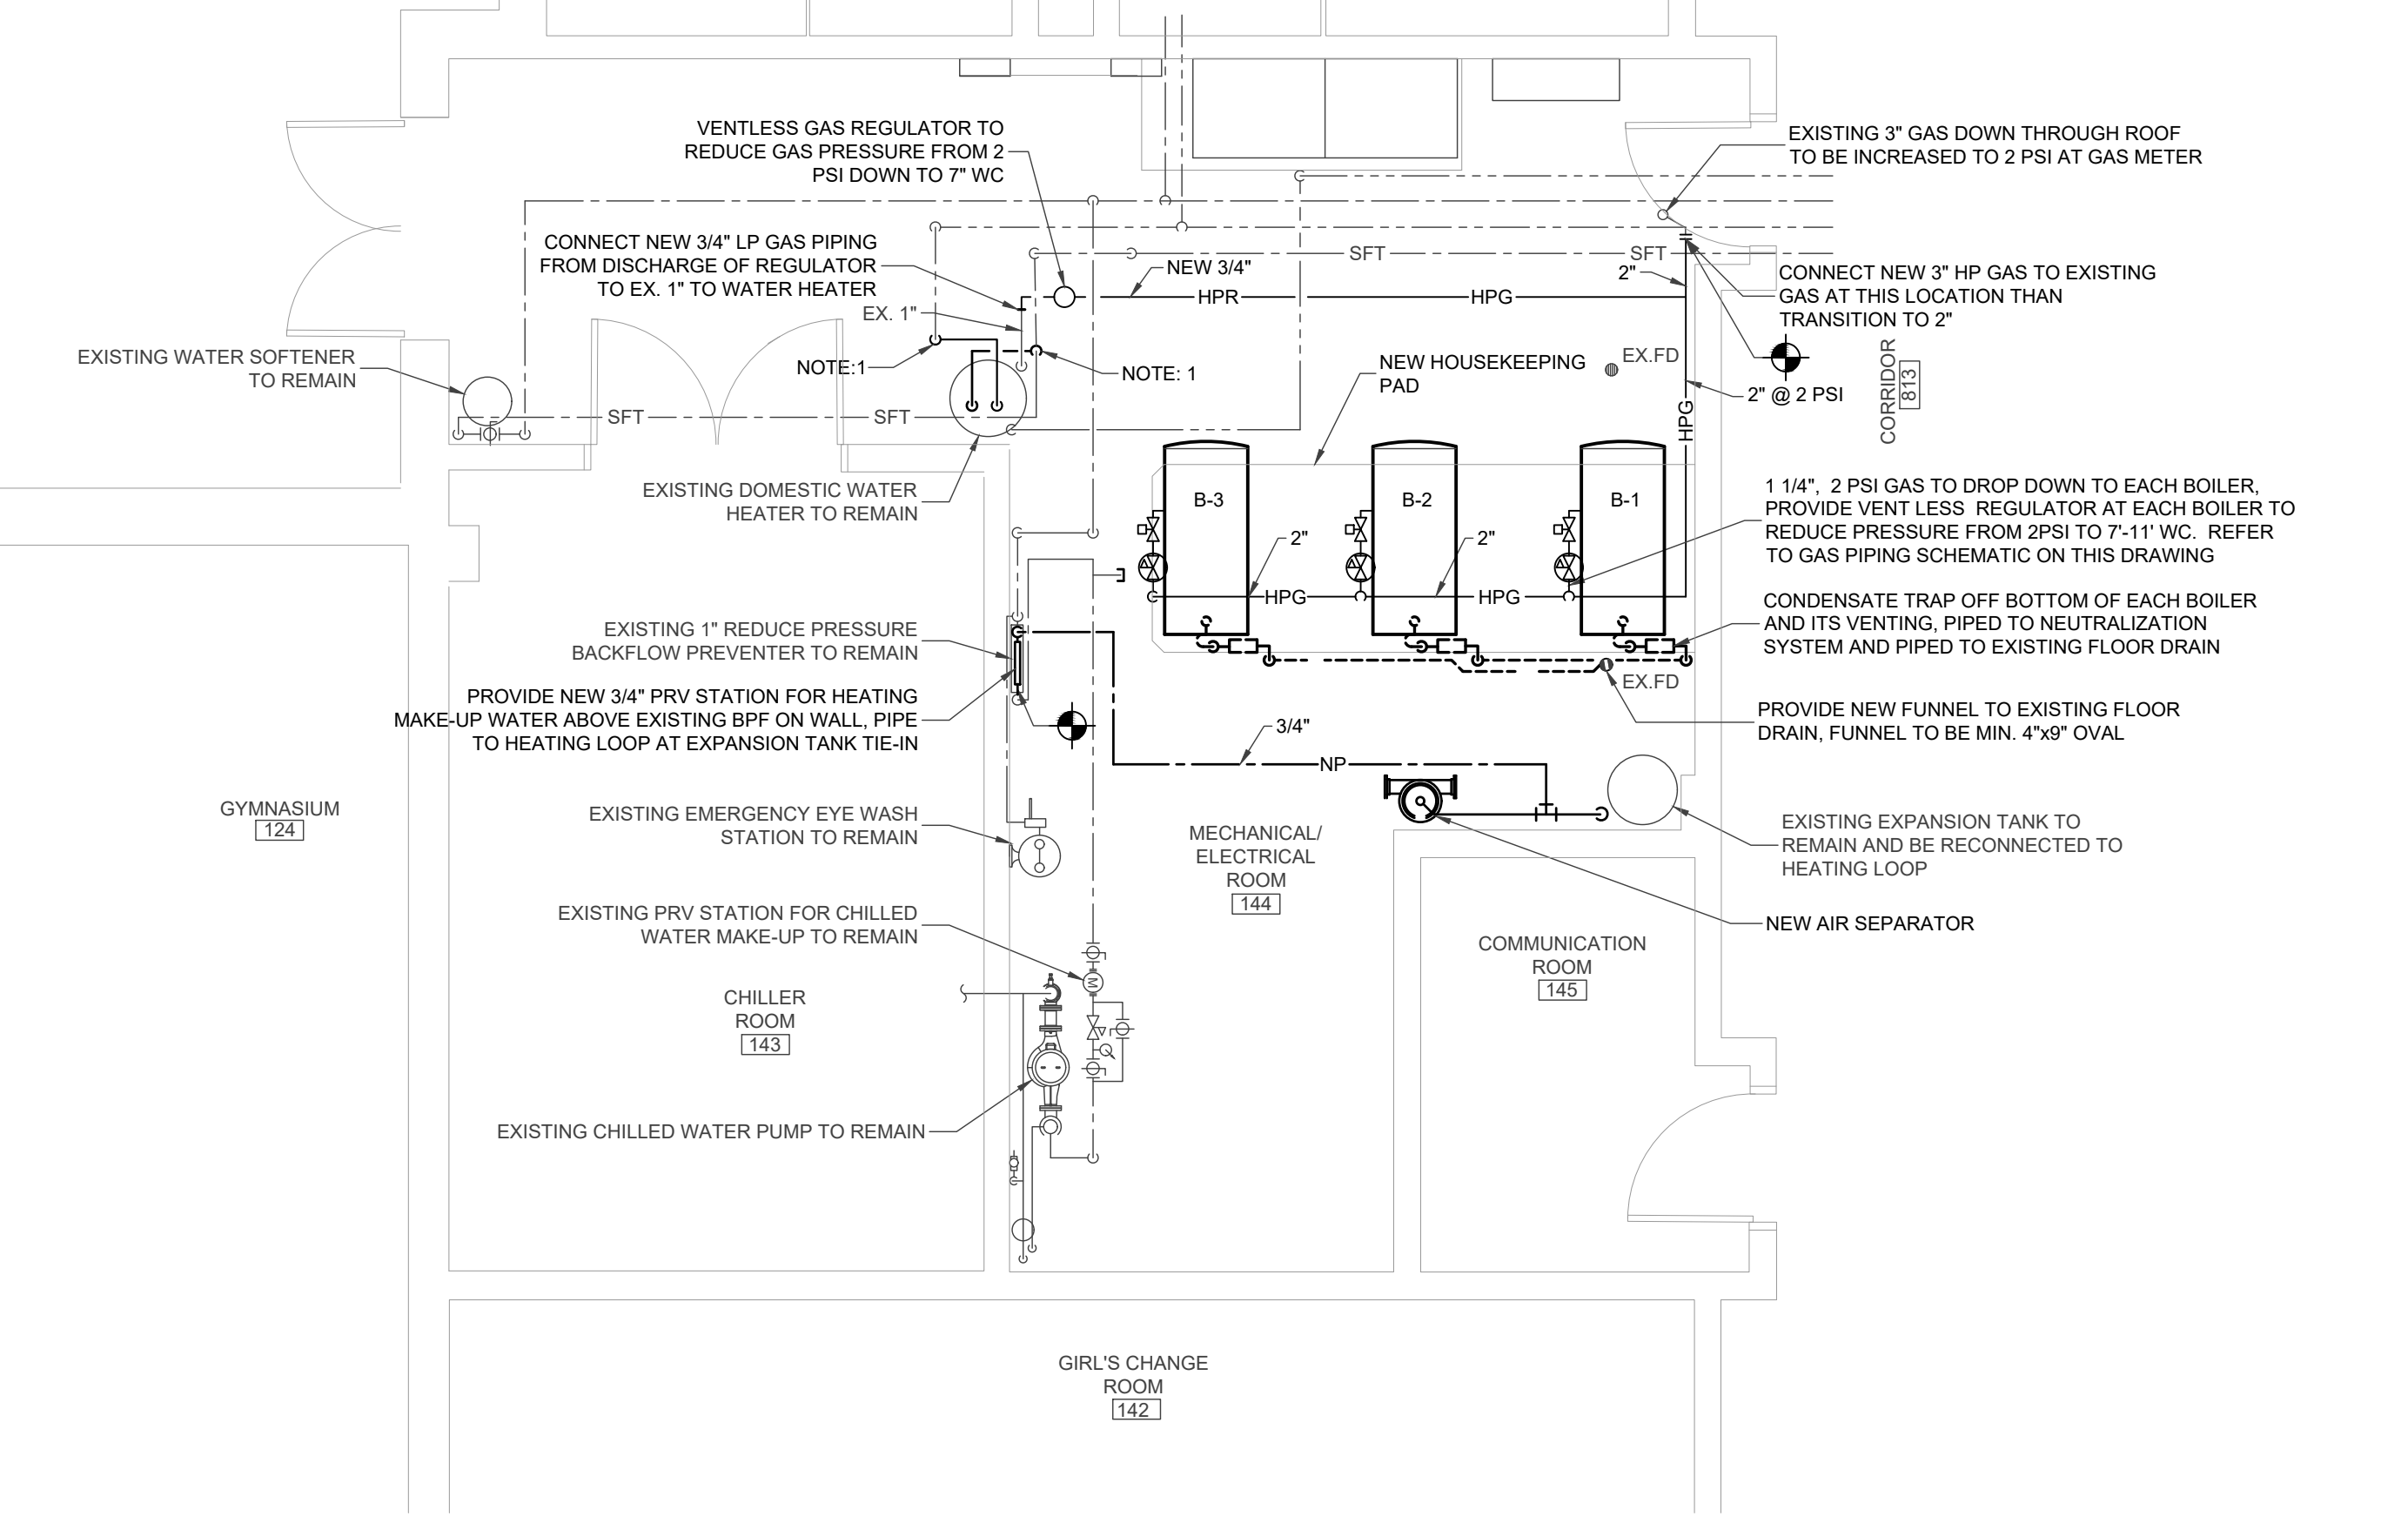 VENTLESS GAS REGULATOR TO
REDUCE GAS PRESSURE FROM 2
PSI DOWN TO 7" WC
EXISTING 3" GAS DOWN THROUGH ROOF
TO BE INCREASED TO 2 PSI AT GAS METER
CONNECT NEW 3/4" LP GAS PIPING
FROM DISCHARGE OF REGULATOR
TO EX. 1" TO WATER HEATER
SFT
SFT
NEW 3/4"
2"
HPR
HPG
CONNECT NEW 3" HP GAS TO EXISTING
GAS AT THIS LOCATION THAN
TRANSITION TO 2"
EX. 1"
EXISTING WATER SOFTENER
TO REMAIN
NOTE:1
NOTE: 1
NEW HOUSEKEEPING
PAD
EX.FD
2" @ 2 PSI
CORRIDOR
813
SFT
SFT
HPG
EXISTING DOMESTIC WATER
HEATER TO REMAIN
B-3
B-2
B-1
1 1/4", 2 PSI GAS TO DROP DOWN TO EACH BOILER,
PROVIDE VENT LESS REGULATOR AT EACH BOILER TO
REDUCE PRESSURE FROM 2PSI TO 7'-11' WC. REFER
TO GAS PIPING SCHEMATIC ON THIS DRAWING
2"
2"
HPG
HPG
CONDENSATE TRAP OFF BOTTOM OF EACH BOILER
AND ITS VENTING, PIPED TO NEUTRALIZATION
SYSTEM AND PIPED TO EXISTING FLOOR DRAIN
EXISTING 1" REDUCE PRESSURE
BACKFLOW PREVENTER TO REMAIN
EX.FD
PROVIDE NEW 3/4" PRV STATION FOR HEATING
MAKE-UP WATER ABOVE EXISTING BPF ON WALL, PIPE
TO HEATING LOOP AT EXPANSION TANK TIE-IN
PROVIDE NEW FUNNEL TO EXISTING FLOOR
DRAIN, FUNNEL TO BE MIN. 4"x9" OVAL
3/4"
NP
GYMNASIUM
124
EXISTING EMERGENCY EYE WASH
STATION TO REMAIN
MECHANICAL/
ELECTRICAL
ROOM
144
EXISTING EXPANSION TANK TO
REMAIN AND BE RECONNECTED TO
HEATING LOOP
EXISTING PRV STATION FOR CHILLED
WATER MAKE-UP TO REMAIN
NEW AIR SEPARATOR
COMMUNICATION
ROOM
145
M
CHILLER
ROOM
143
EXISTING CHILLED WATER PUMP TO REMAIN
GIRL'S CHANGE
ROOM
142